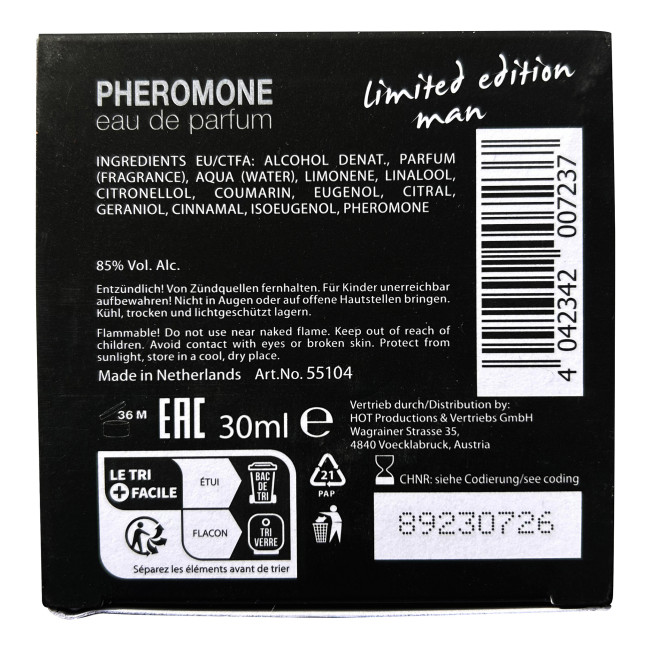 PHEROMONE
eau de parfum
limited edition
man
INGREDIENTS EU/CTFA: ALCOHOL DENAT., PARFUM
(FRAGRANCE), AQUA (WATER), LIMONENE, LINALOOL,
CITRONELLOL, COUMARIN, EUGENOL, CITRAL,
GERANIOL, CINNAMAL, ISOEUGENOL, PHEROMONE
85% Vol. Alc.
Entzündlich! Von Zündquellen fernhalten. Für Kinder unerreichbar
aufbewahren! Nicht in Augen oder auf offene Hautstellen bringen.
Kühl, trocken und lichtgeschützt lagern.
Flammable! Do not use near naked flame. Keep out of reach of
children. Avoid contact with eyes or broken skin. Protect from
sunlight, store in a cool, dry place.
Made in Netherlands Art.No. 55104
4 042342 007237
36 M
EAC
30ml ℮
Vertrieb durch/Distribution by:
HOT Productions & Vertriebs GmbH
Wagrainer Strasse 35,
4840 Voecklabruck, Austria
CHNR: siehe Codierung/see coding
89230726
LE TRI
+ FACILE
ÉTUI
BAC
DE
TRI
FLACON
TRI
VERRE
Séparez les éléments avant de trier
21
PAP